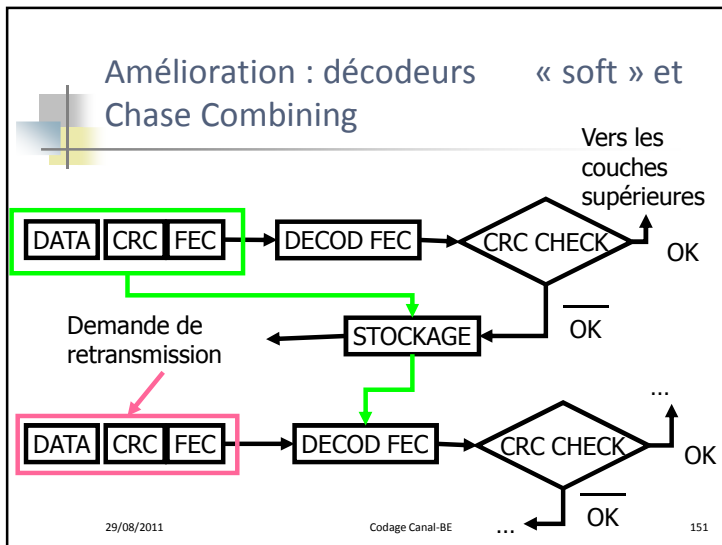 Amélioration : décodeurs « soft » et
Chase Combining
Vers les
couches
supérieures
DATA CRC FEC DECOD FEC CRC CHECK
OK
OK
STOCKAGE
Demande de
retransmission
...
DATA CRC FEC DECOD FEC CRC CHECK
OK
OK
...
29/08/2011 Codage Canal-BE 151